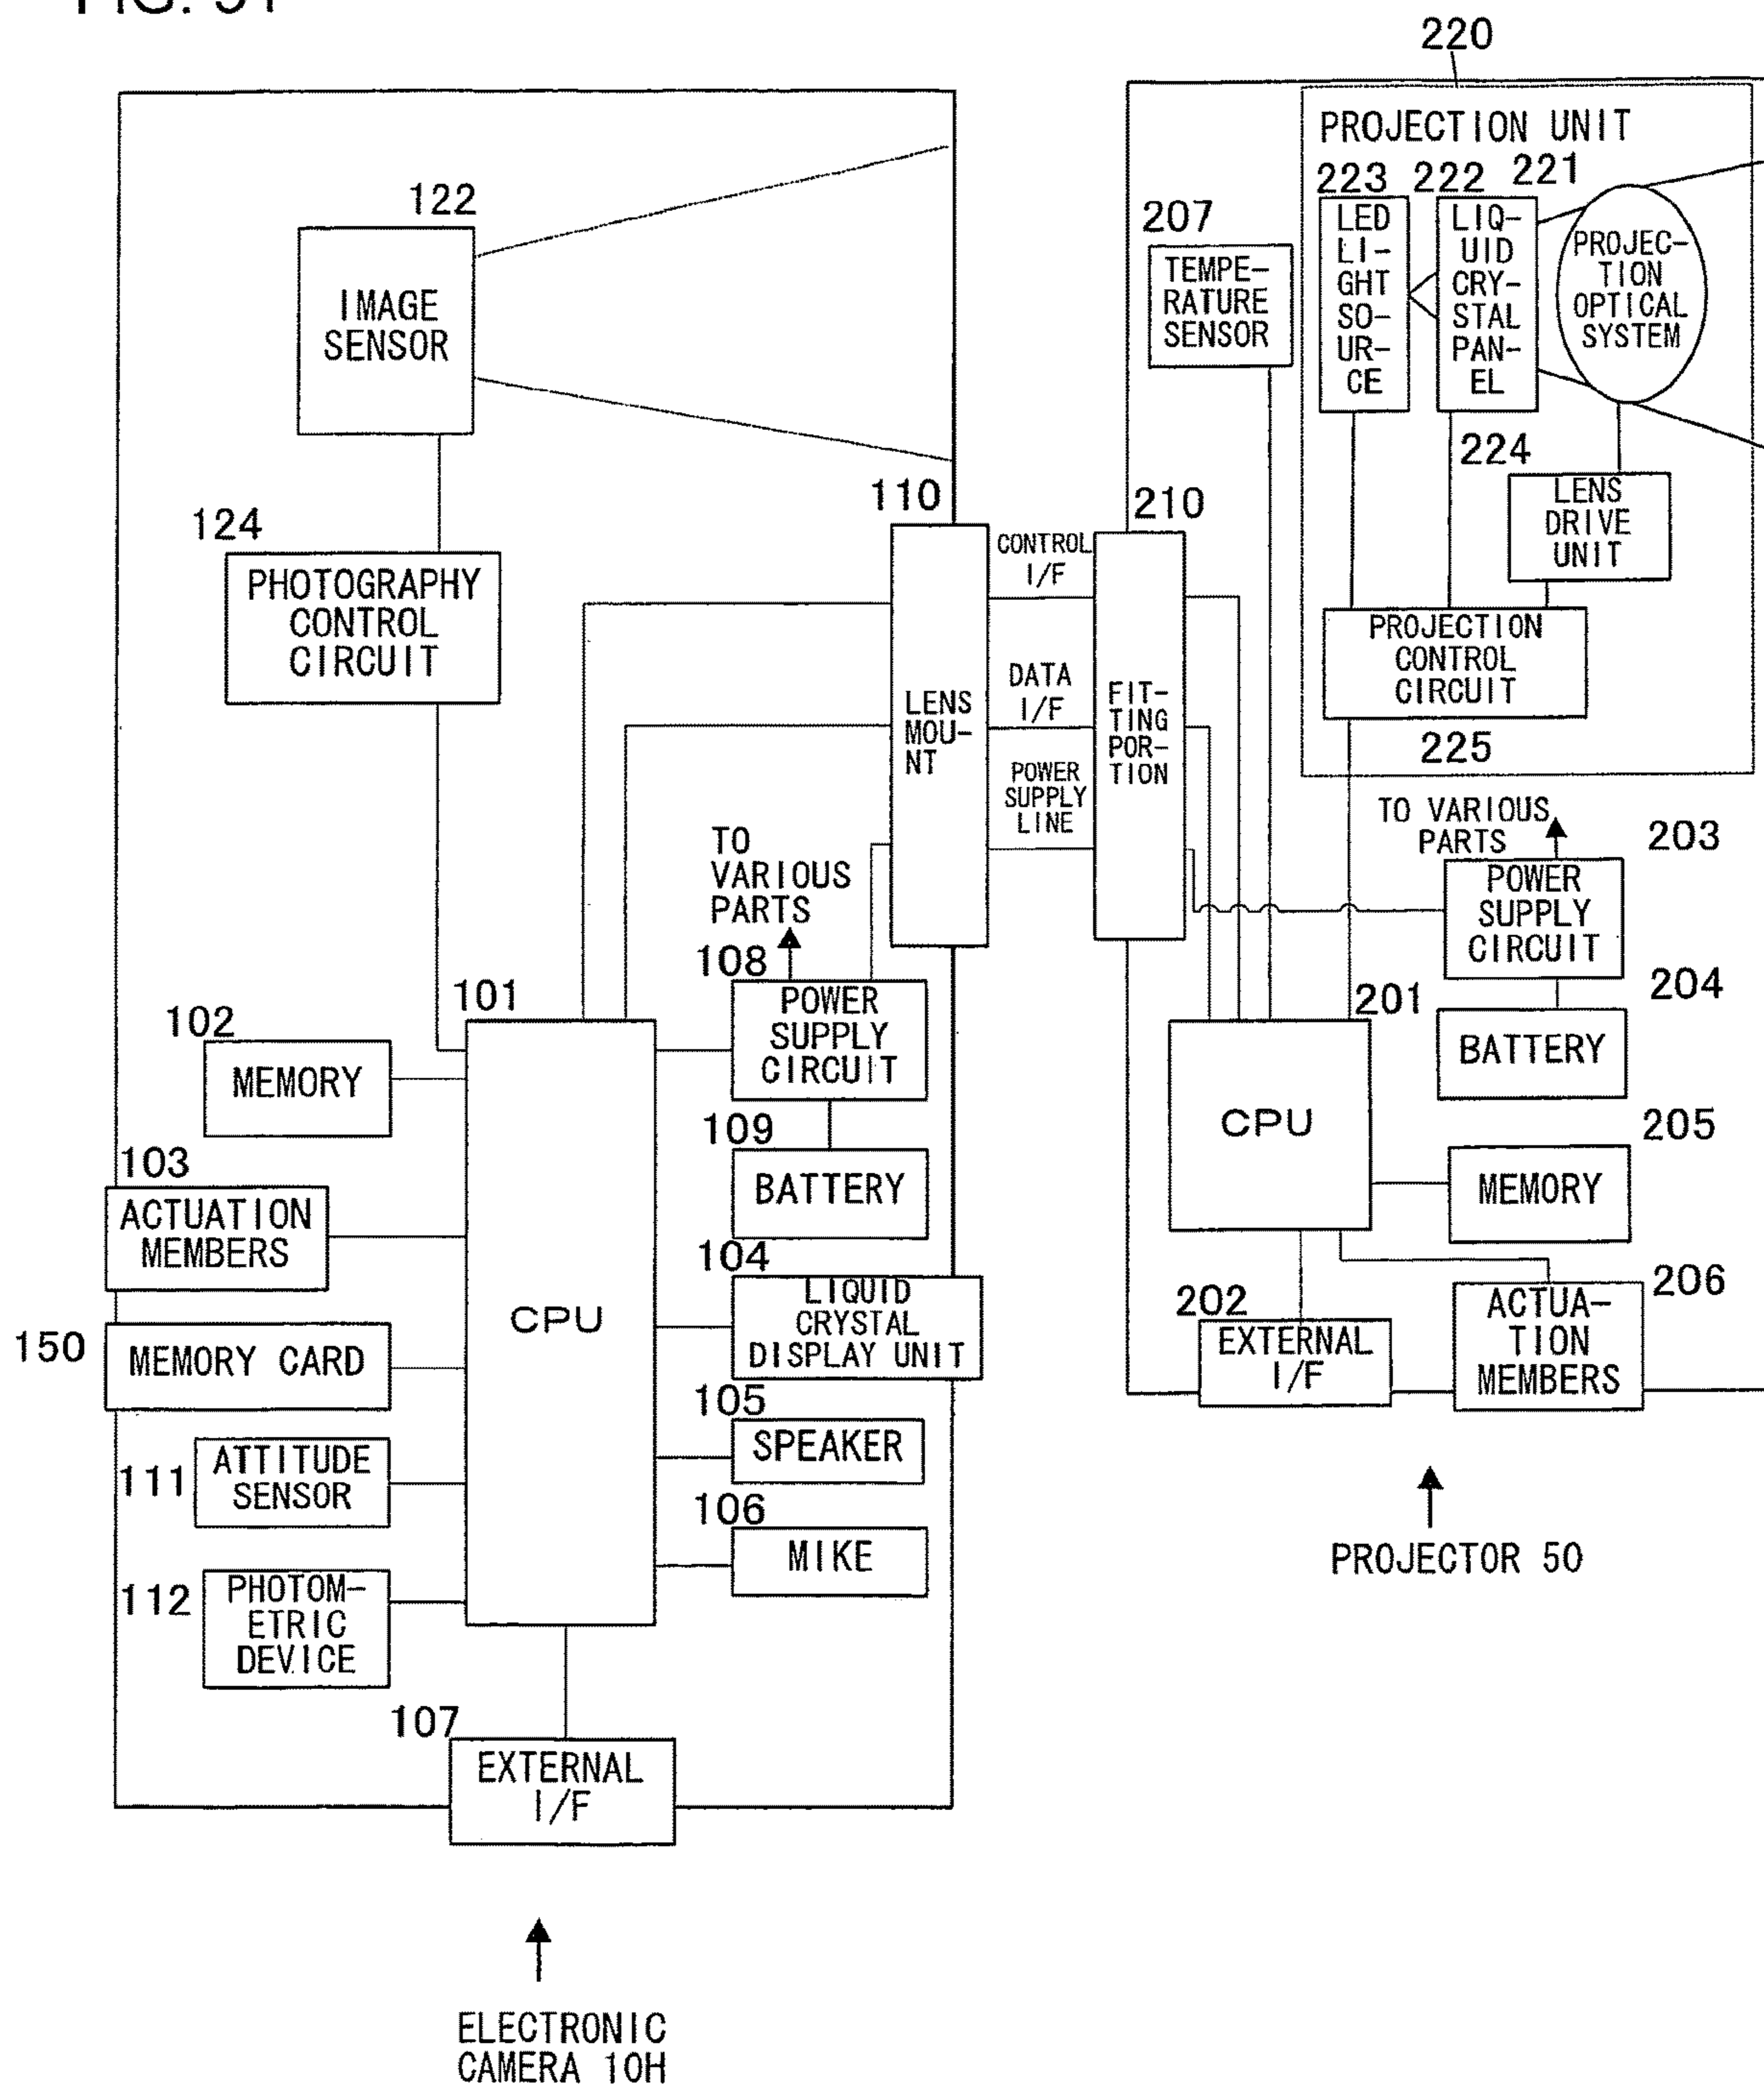 FIG. 51
220
PROJECTION UNIT
223
222
221
LED
LI-
GHT
SO-
UR-
CE
LIQ-
UID
CRY-
STAL
PAN-
EL
PROJEC-
TION
OPTICAL
SYSTEM
122
IMAGE
SENSOR
207
TEMPE-
RATURE
SENSOR
224
LENS
DRIVE
UNIT
110
210
124
PHOTOGRAPHY
CONTROL
CIRCUIT
CONTROL
I/F
DATA
I/F
POWER
SUPPLY
LINE
LENS
MOU-
NT
FIT-
TING
POR-
TION
PROJECTION
CONTROL
CIRCUIT
225
TO
VARIOUS
PARTS
TO VARIOUS
PARTS
203
POWER
SUPPLY
CIRCUIT
108
POWER
SUPPLY
CIRCUIT
101
201
204
BATTERY
102
MEMORY
CPU
CPU
109
BATTERY
205
MEMORY
103
ACTUATION
MEMBERS
104
LIQUID
CRYSTAL
DISPLAY UNIT
202
EXTERNAL
I/F
206
ACTUA-
TION
MEMBERS
150
MEMORY CARD
105
SPEAKER
111
ATTITUDE
SENSOR
106
MIKE
PROJECTOR 50
112
PHOTOM-
ETRIC
DEVICE
107
EXTERNAL
I/F
ELECTRONIC
CAMERA 10H